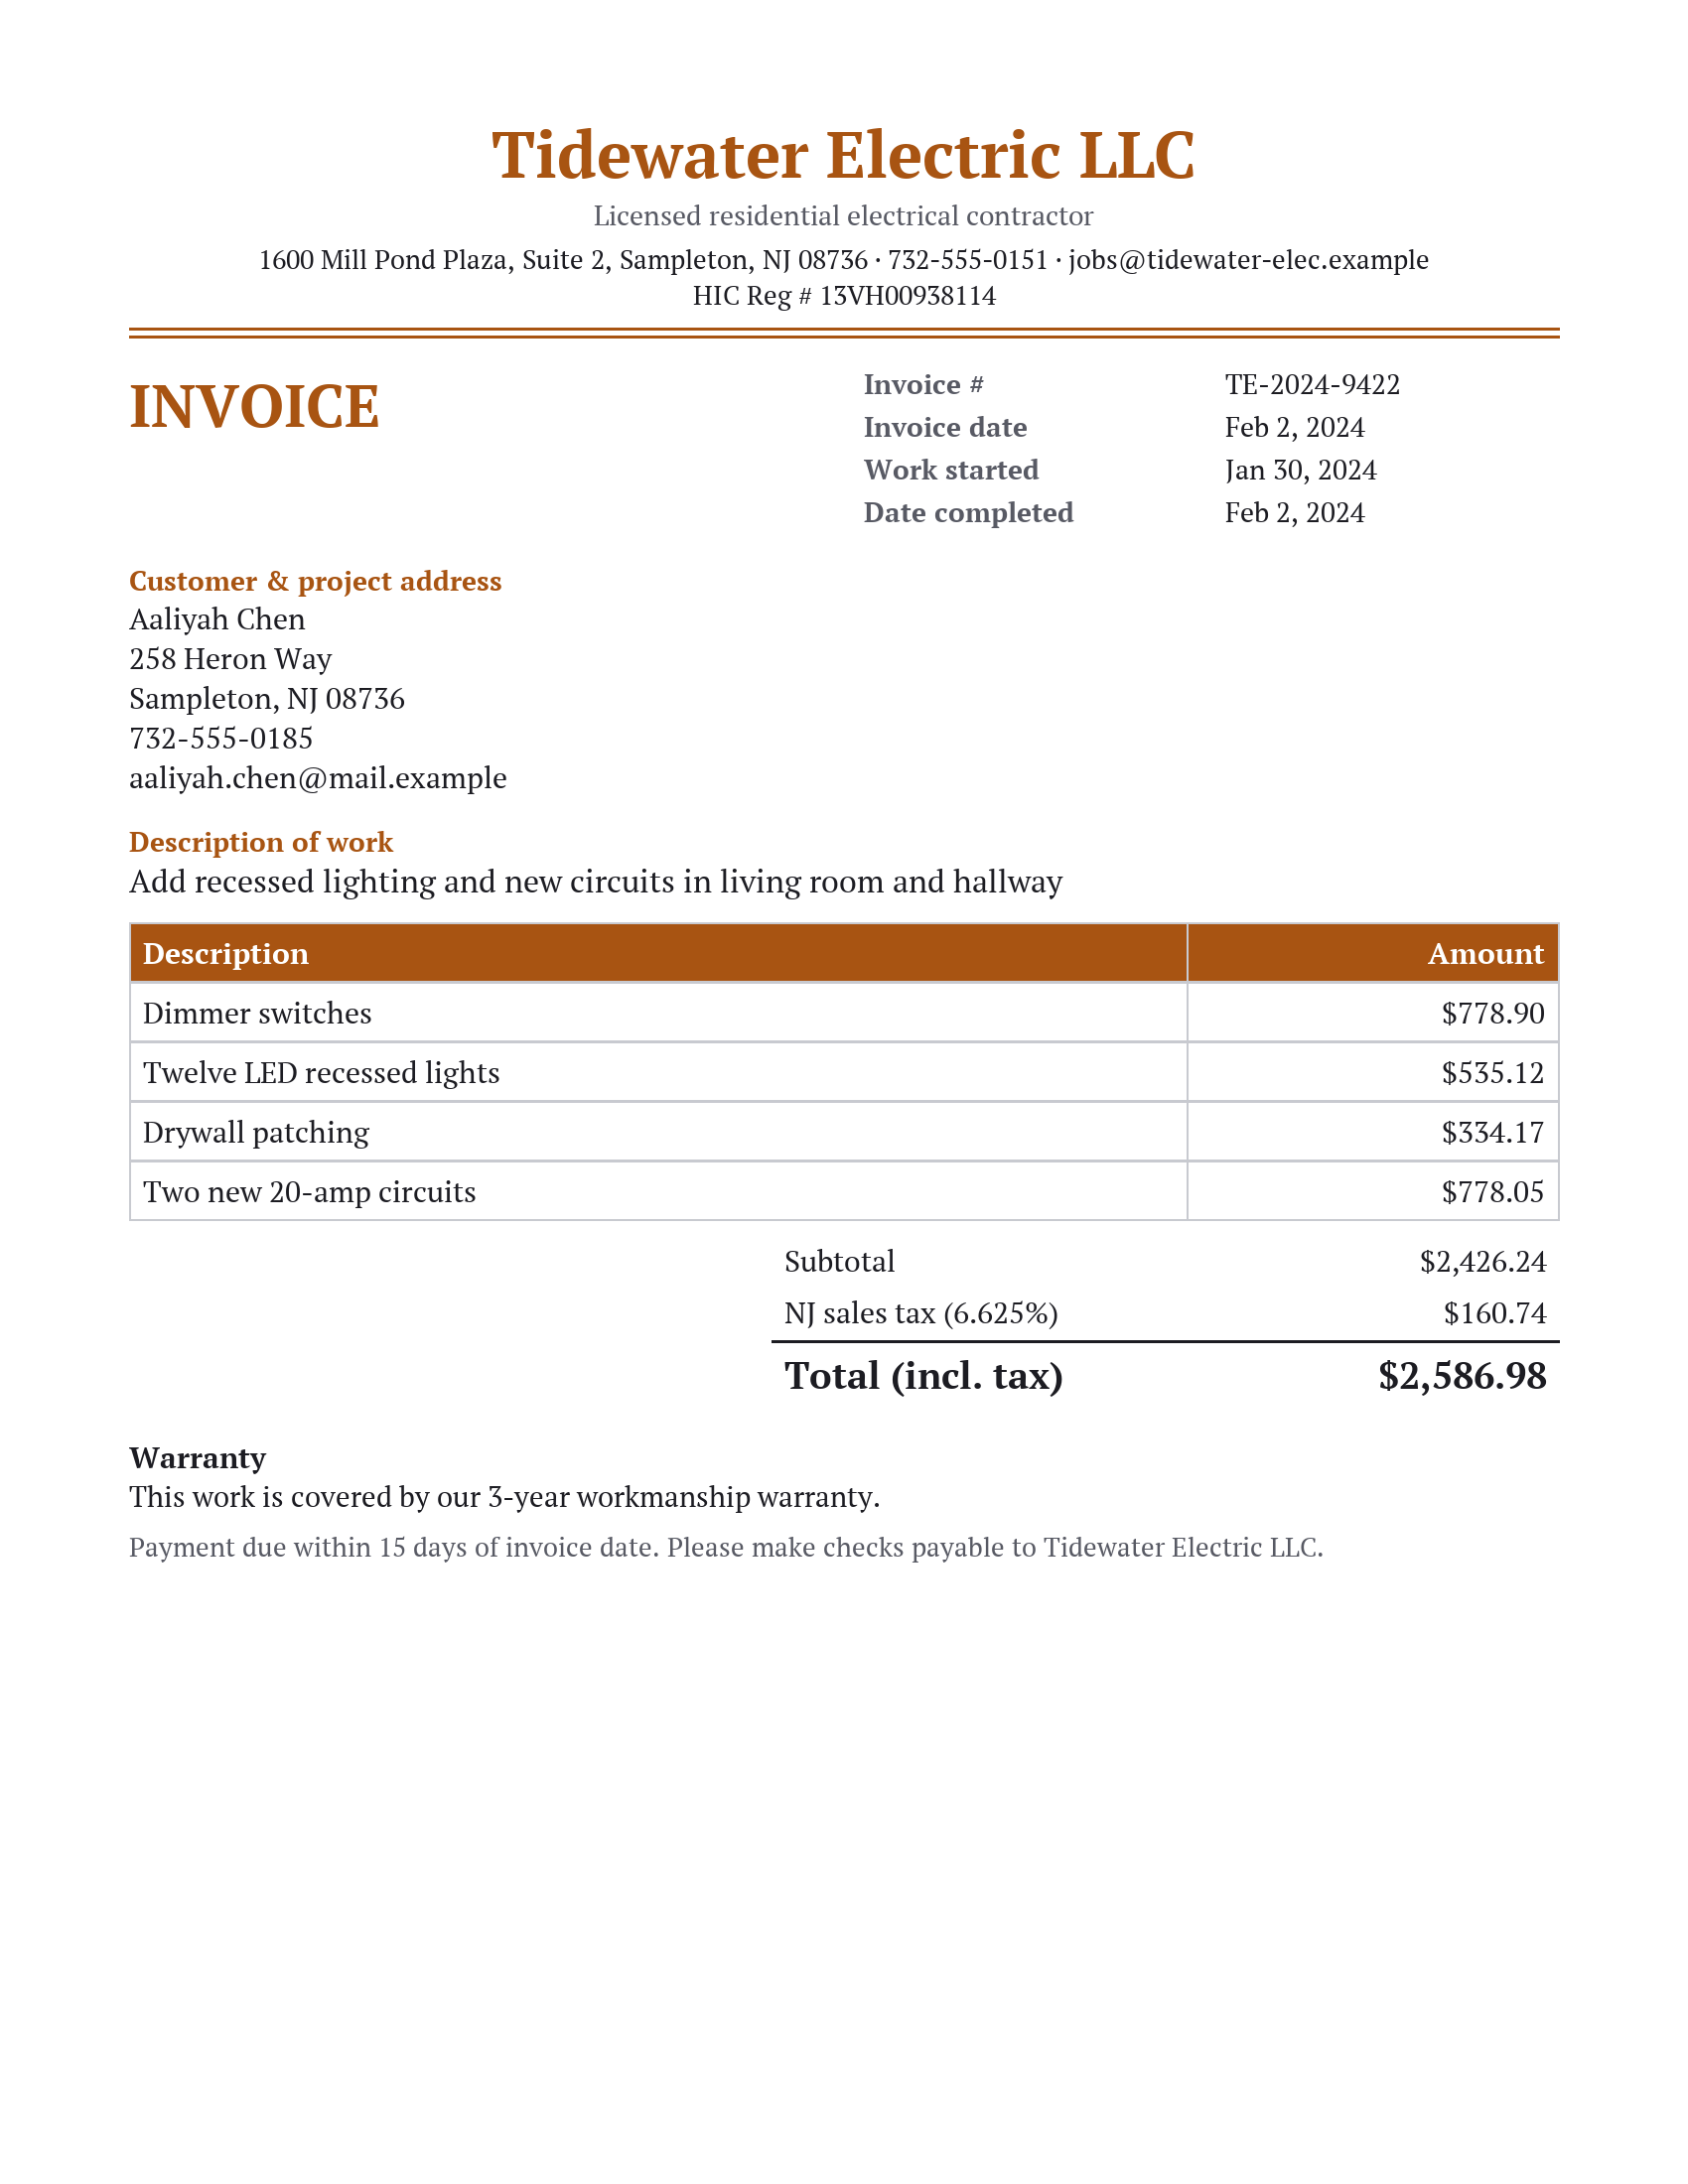 Tidewater Electric LLC
Licensed residential electrical contractor
1600 Mill Pond Plaza, Suite 2, Sampleton, NJ 08736 · 732-555-0151 · jobs@tidewater-elec.example
HIC Reg # 13VH00938114
INVOICE
Invoice # TE-2024-9422
Invoice date Feb 2, 2024
Work started Jan 30, 2024
Date completed Feb 2, 2024
Customer & project address
Aaliyah Chen
258 Heron Way
Sampleton, NJ 08736
732-555-0185
aaliyah.chen@mail.example
Description of work
Add recessed lighting and new circuits in living room and hallway
Description Amount
Dimmer switches $778.90
Twelve LED recessed lights $535.12
Drywall patching $334.17
Two new 20-amp circuits $778.05
Subtotal $2,426.24
NJ sales tax (6.625%) $160.74
Total (incl. tax) $2,586.98
Warranty
This work is covered by our 3-year workmanship warranty.
Payment due within 15 days of invoice date. Please make checks payable to Tidewater Electric LLC.